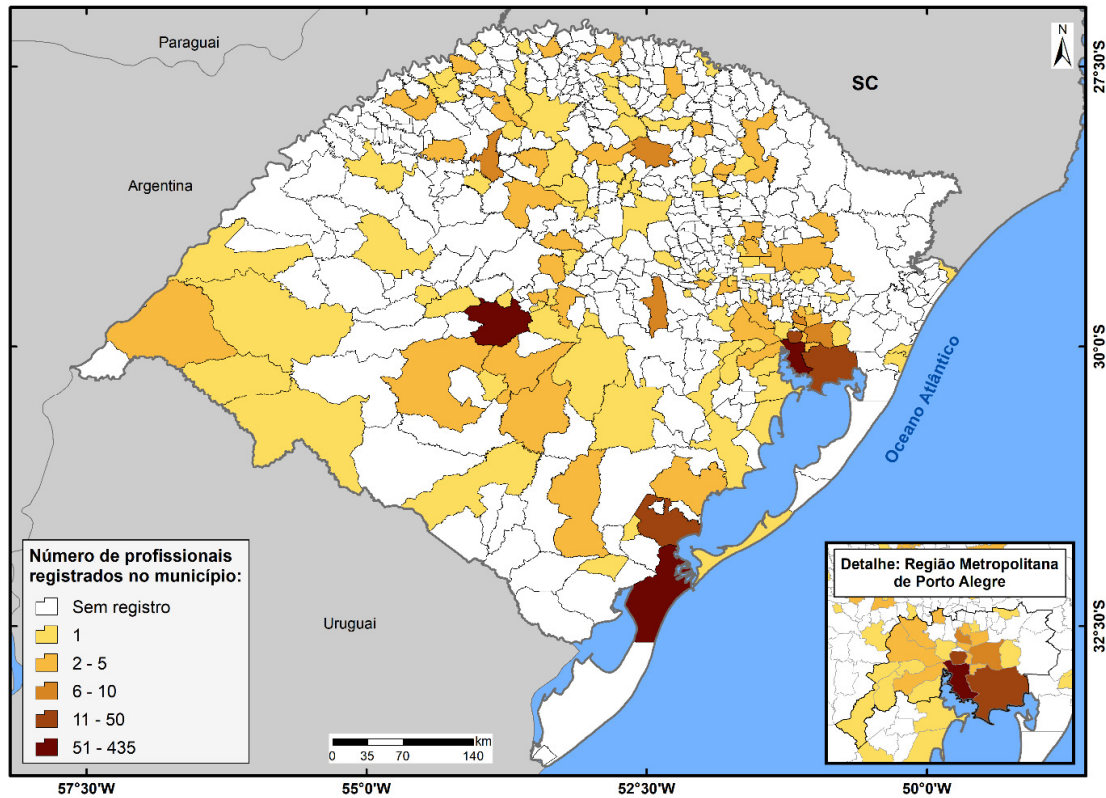 Paraguai
N
SC
27°30'S
Argentina
30°0'S
Oceano Atlântico
Número de profissionais
registrados no município:
Sem registro
1
2 - 5
6 - 10
11 - 50
51 - 435
Uruguai
Detalhe: Região Metropolitana
de Porto Alegre
32°30'S
km
0 35 70 140
57°30'W 55°0'W 52°30'W 50°0'W